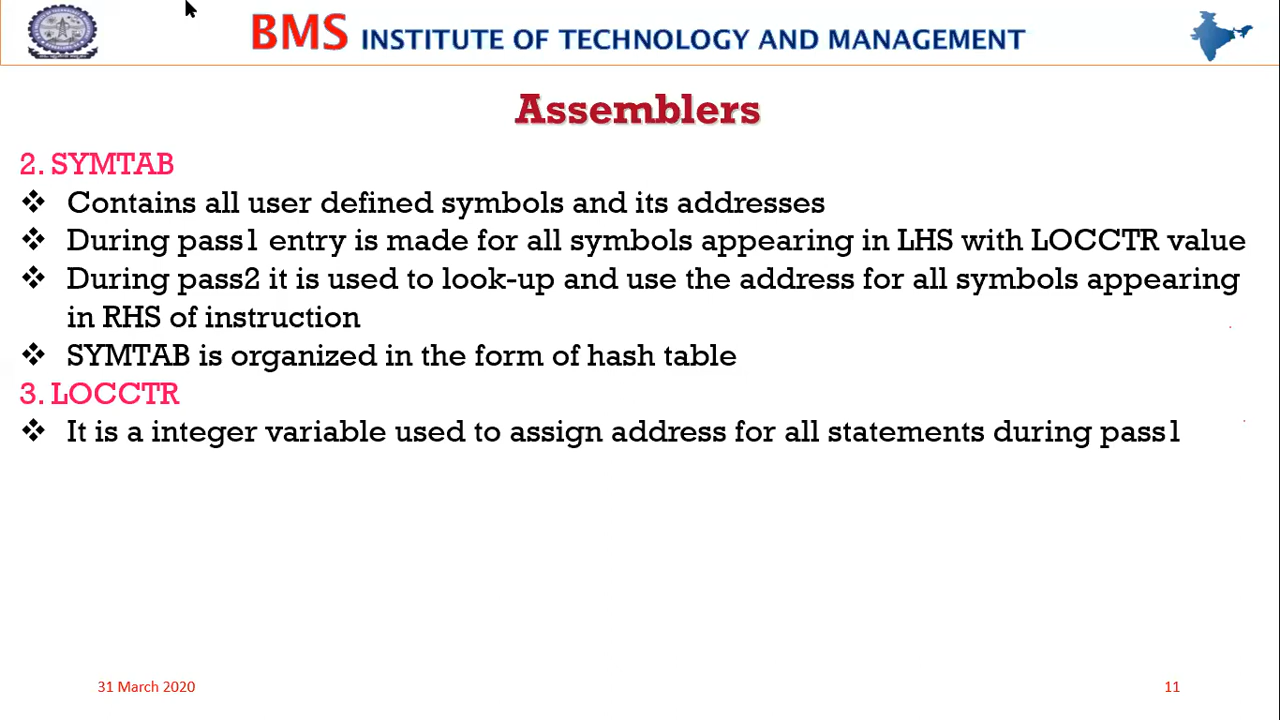 BMS INSTITUTE OF TECHNOLOGY AND MANAGEMENT
Assemblers
2. SYMTAB
❖ Contains all user defined symbols and its addresses
❖ During pass1 entry is made for all symbols appearing in LHS with LOCCTR value
❖ During pass2 it is used to look-up and use the address for all symbols appearing
in RHS of instruction
❖ SYMTAB is organized in the form of hash table
3. LOCCTR
❖ It is a integer variable used to assign address for all statements during pass1
31 March 2020
11